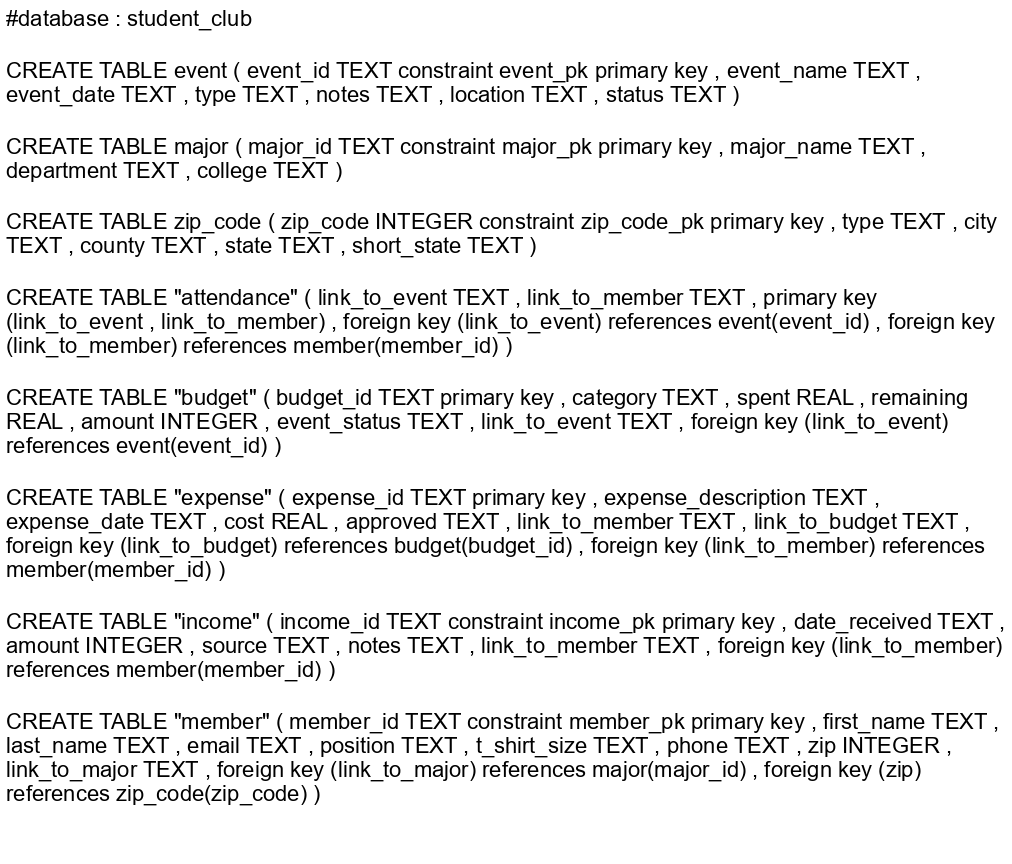 #database : student_club
CREATE TABLE event ( event_id TEXT constraint event_pk primary key , event_name TEXT ,
event_date TEXT , type TEXT , notes TEXT , location TEXT , status TEXT )
CREATE TABLE major ( major_id TEXT constraint major_pk primary key , major_name TEXT ,
department TEXT , college TEXT )
CREATE TABLE zip_code ( zip_code INTEGER constraint zip_code_pk primary key , type TEXT , city
TEXT , county TEXT , state TEXT , short_state TEXT )
CREATE TABLE "attendance" ( link_to_event TEXT , link_to_member TEXT , primary key
(link_to_event , link_to_member) , foreign key (link_to_event) references event(event_id) , foreign key
(link_to_member) references member(member_id) )
CREATE TABLE "budget" ( budget_id TEXT primary key , category TEXT , spent REAL , remaining
REAL , amount INTEGER , event_status TEXT , link_to_event TEXT , foreign key (link_to_event)
references event(event_id) )
CREATE TABLE "expense" ( expense_id TEXT primary key , expense_description TEXT ,
expense_date TEXT , cost REAL , approved TEXT , link_to_member TEXT , link_to_budget TEXT ,
foreign key (link_to_budget) references budget(budget_id) , foreign key (link_to_member) references
member(member_id) )
CREATE TABLE "income" ( income_id TEXT constraint income_pk primary key , date_received TEXT ,
amount INTEGER , source TEXT , notes TEXT , link_to_member TEXT , foreign key (link_to_member)
references member(member_id) )
CREATE TABLE "member" ( member_id TEXT constraint member_pk primary key , first_name TEXT ,
last_name TEXT , email TEXT , position TEXT , t_shirt_size TEXT , phone TEXT , zip INTEGER ,
link_to_major TEXT , foreign key (link_to_major) references major(major_id) , foreign key (zip)
references zip_code(zip_code) )